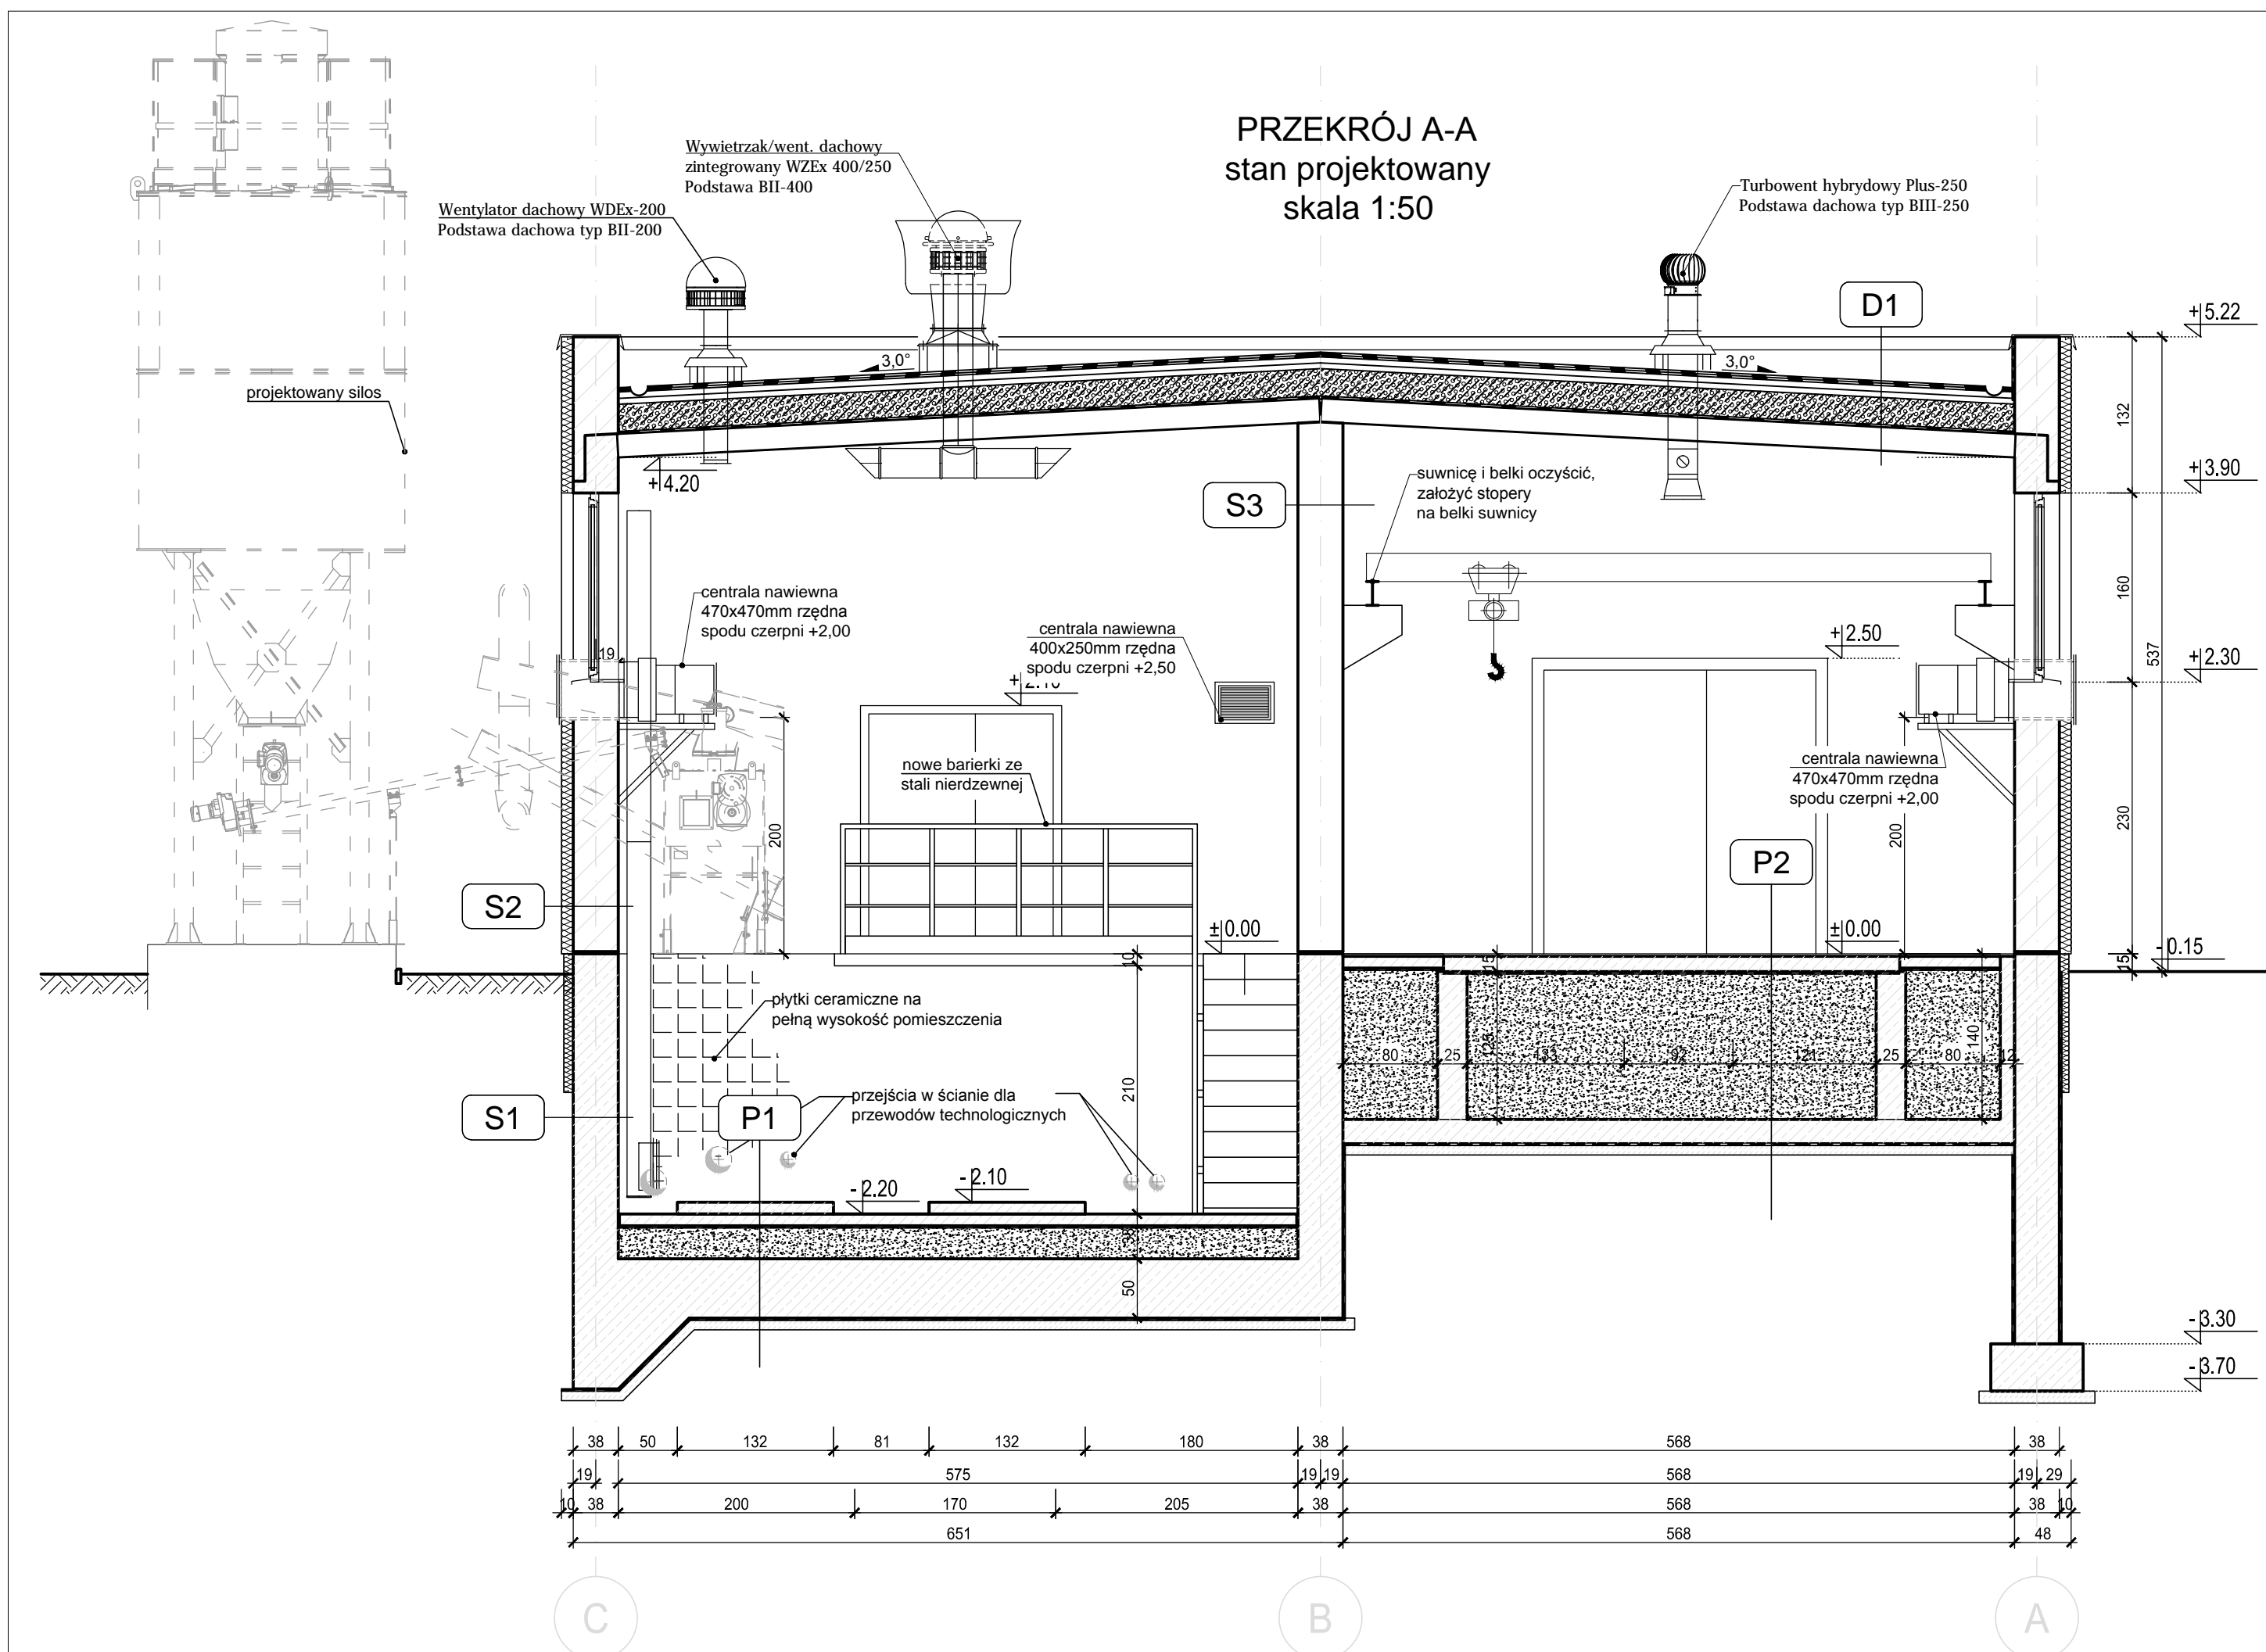 PRZEKRÓJ A-A
stan projektowany
skala 1:50
Wywietrzak/went. dachowy
zintegrowany WZEx 400/250
Podstawa BII-400
Wentylator dachowy WDEx-200
Podstawa dachowa typ BII-200
Turbowent hybrydowy Plus-250
Podstawa dachowa typ BIII-250
D1
+5.22
3,0°
3,0°
projektowany silos
132
+4.20
S3
suwnicę i belki oczyścić,
założyć stopery
na belki suwnicy
+3.90
centrala nawiewna
470x470mm rzędna
spodu czerpni +2,00
160
centrala nawiewna
400x250mm rzędna
spodu czerpni +2,50
+2.50
19
537
+2.30
+2.10
nowe barierki ze
stali nierdzewnej
centrala nawiewna
470x470mm rzędna
spodu czerpni +2,00
200
200
230
P2
S2
±0.00
±0.00
-0.15
10
15
15
płytki ceramiczne na
pełną wysokość pomieszczenia
80
25
125
133
92
121
25
80
140
12
210
przejścia w ścianie dla
przewodów technologicznych
S1
P1
-2.20
-2.10
38
50
-3.30
-3.70
38 50 132 81 132 180 38 568 38
19 575 19 19 568 19 29
10 38 200 170 205 38 568 38 10
651 568 48
C B A